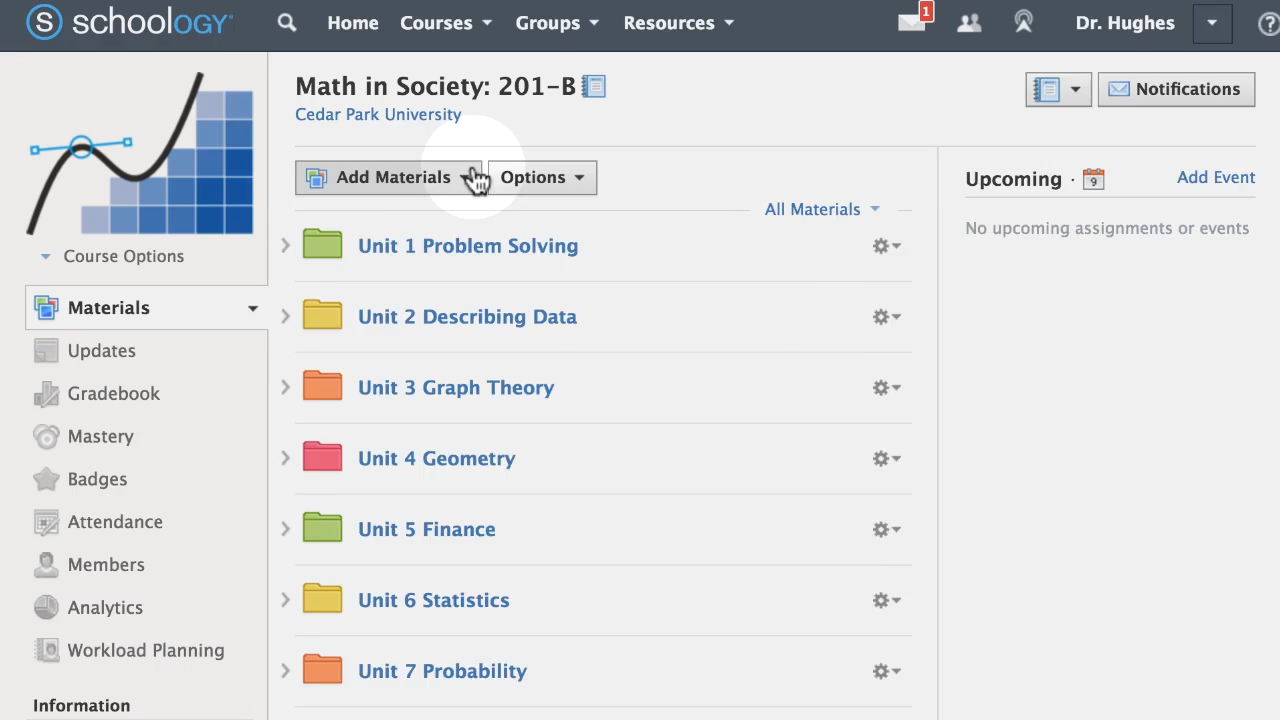 S schoology
Home Courses Groups Resources
1
Dr. Hughes
?
Math in Society: 201-B
Cedar Park University
Notifications
Add Materials
Options
All Materials
Upcoming · 9
Add Event
No upcoming assignments or events
Course Options
Materials
Updates
Gradebook
Mastery
Badges
Attendance
Members
Analytics
Workload Planning
Information
Unit 1 Problem Solving
Unit 2 Describing Data
Unit 3 Graph Theory
Unit 4 Geometry
Unit 5 Finance
Unit 6 Statistics
Unit 7 Probability